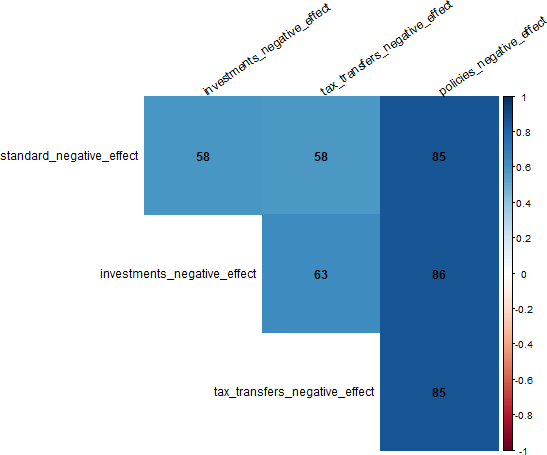 investments_negative_effect
tax_transfers_negative_effect
policies_negative_effect
standard_negative_effect
58
58
85
investments_negative_effect
63
86
tax_transfers_negative_effect
85
1
0.8
0.6
0.4
0.2
0
-0.2
-0.4
-0.6
-0.8
-1